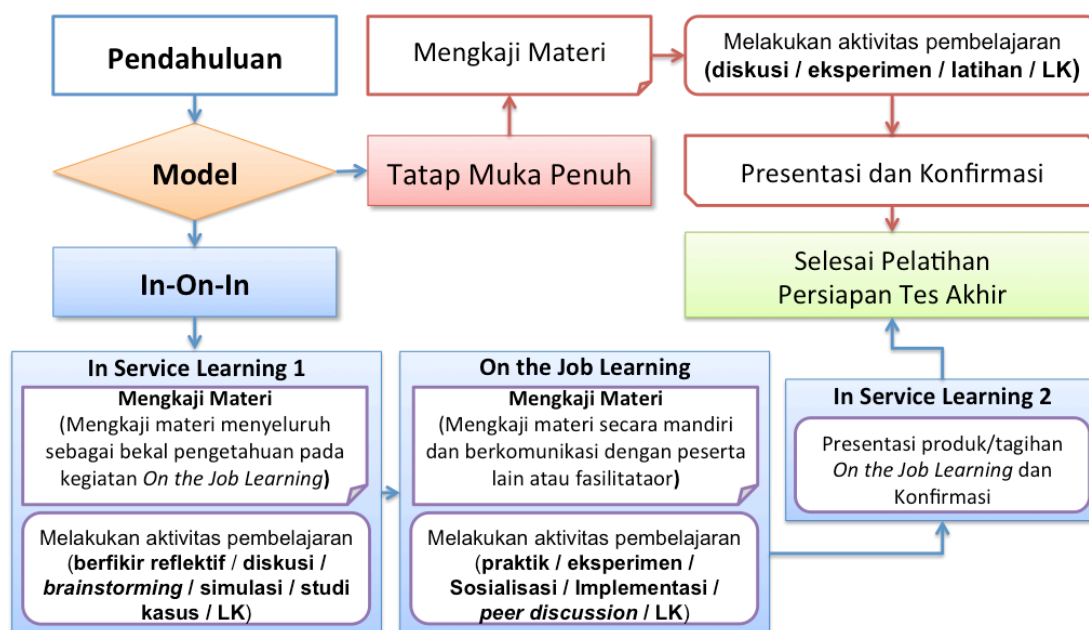 Pendahuluan
Model
Tatap Muka Penuh
Mengkaji Materi
Melakukan aktivitas pembelajaran
(diskusi / eksperimen / latihan / LK)
Presentasi dan Konfirmasi
Selesai Pelatihan
Persiapan Tes Akhir
In-On-In
In Service Learning 1
Mengkaji Materi
(Mengkaji materi menyeluruh
sebagai bekal pengetahuan pada
kegiatan On the Job Learning)
Melakukan aktivitas pembelajaran
(berfikir reflektif / diskusi /
brainstorming / simulasi / studi
kasus / LK)
On the Job Learning
Mengkaji Materi
(Mengkaji materi secara mandiri
dan berkomunikasi dengan peserta
lain atau fasilitataor)
Melakukan aktivitas pembelajaran
(praktik / eksperimen /
Sosialisasi / Implementasi /
peer discussion / LK)
In Service Learning 2
Presentasi produk/tagihan
On the Job Learning dan
Konfirmasi